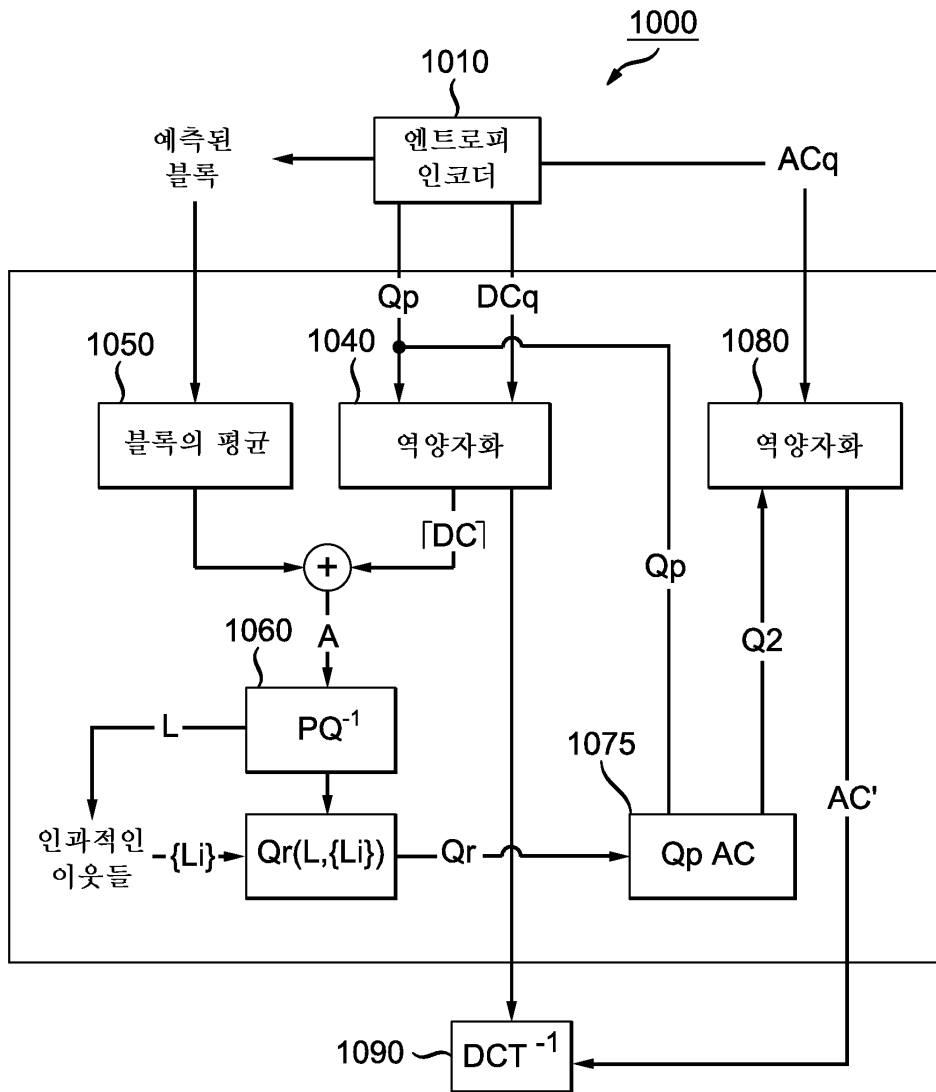 1000
1010
엔트로피
인코더
예측된
블록
ACq
Qp
DCq
1050
1040
1080
블록의 평균
역양자화
역양자화
⌈DC⌉
+
Qp
A
Q2
1060
L
PQ⁻¹
1075
AC'
인과적인
이웃들
{Li}
Qr(L,{Li})
Qr
Qp AC
1090
DCT ⁻¹